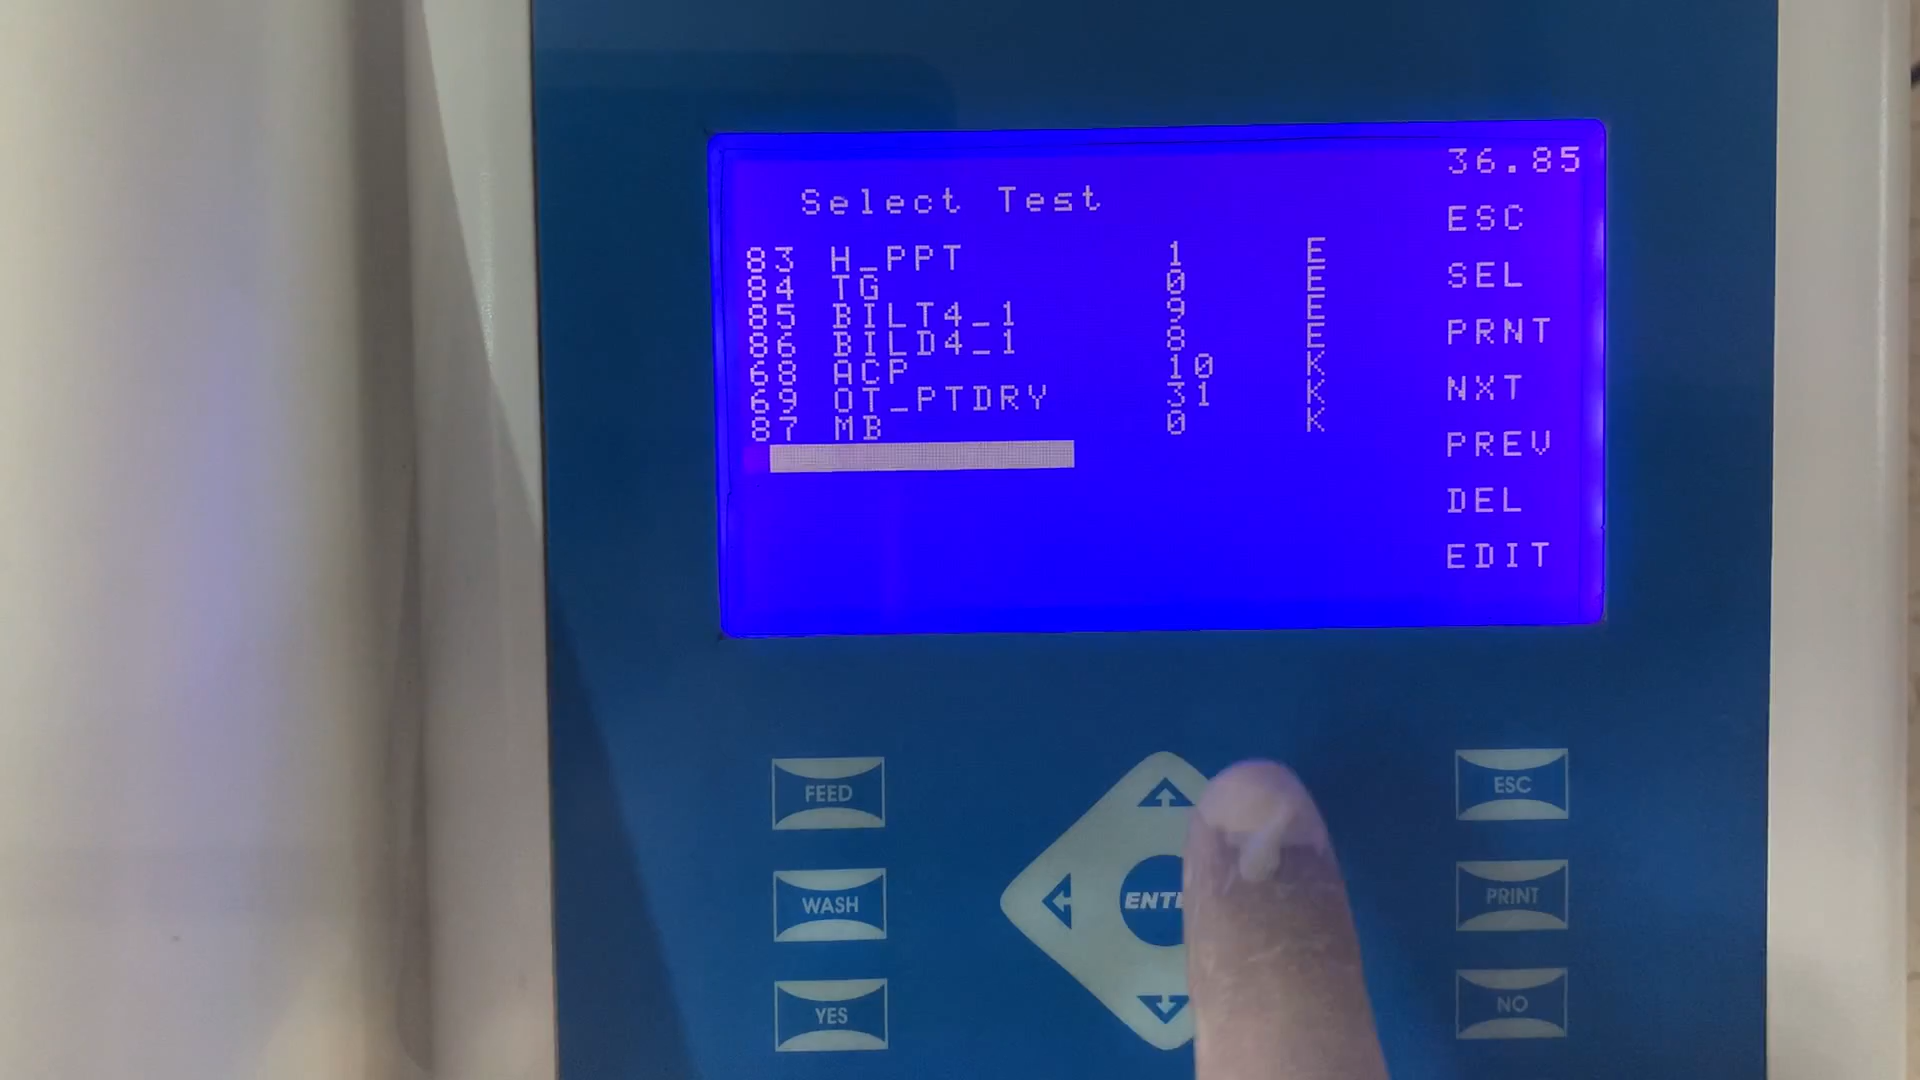 36.85
Select Test
ESC
83 H_PPT 1 E
84 TG 0 E
SEL
85 BILT4_1 9 E
86 BILD4_1 8 E
PRNT
68 ACP 10 K
69 OT_PTDRY 31 K
NXT
87 MB 0 K
PREV
DEL
EDIT
FEED
ESC
WASH
PRINT
YES
NO